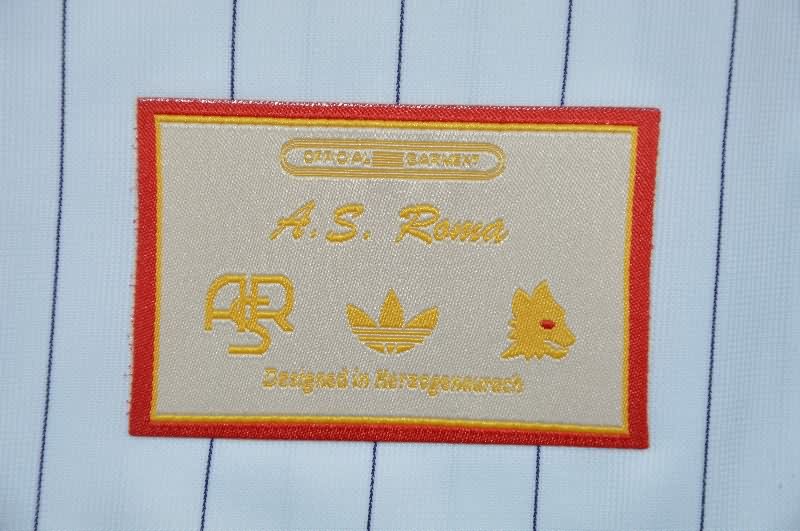 OFFICIAL GARMENT
A.S. Roma
ASR
Designed in Herzogenaurach